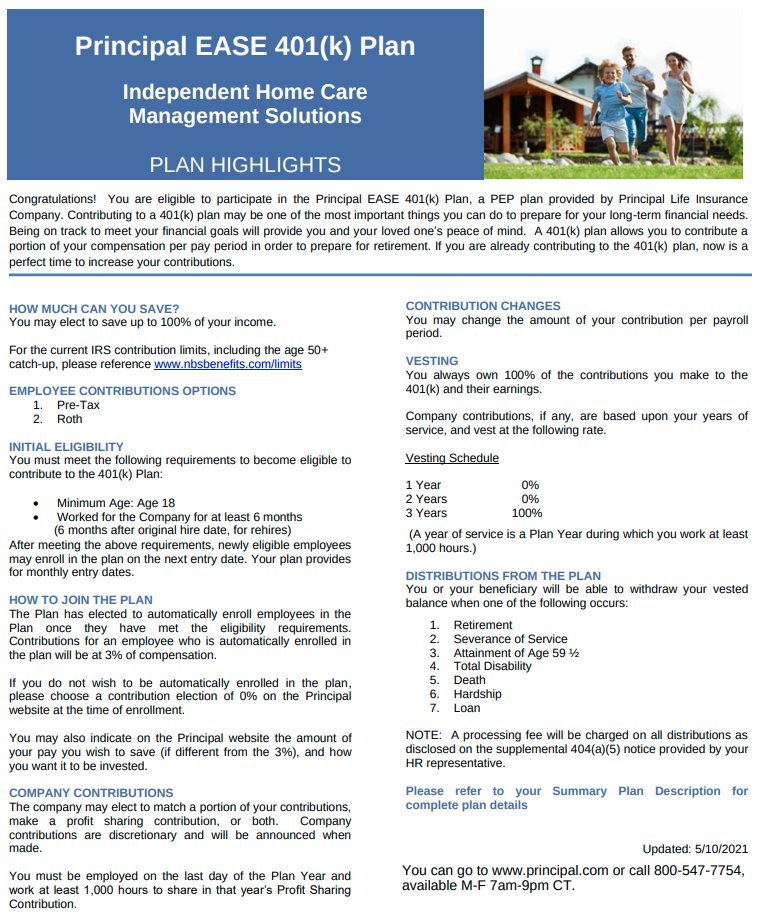 Principal EASE 401(k) Plan
Independent Home Care
Management Solutions
PLAN HIGHLIGHTS
Congratulations! You are eligible to participate in the Principal EASE 401(k) Plan, a PEP plan provided by Principal Life Insurance
Company. Contributing to a 401(k) plan may be one of the most important things you can do to prepare for your long-term financial needs.
Being on track to meet your financial goals will provide you and your loved one's peace of mind. A 401(k) plan allows you to contribute a
portion of your compensation per pay period in order to prepare for retirement. If you are already contributing to the 401(k) plan, now is a
perfect time to increase your contributions.
HOW MUCH CAN YOU SAVE?
You may elect to save up to 100% of your income.
For the current IRS contribution limits, including the age 50+
catch-up, please reference www.nbsbenefits.com/limits
EMPLOYEE CONTRIBUTIONS OPTIONS
1. Pre-Tax
2. Roth
INITIAL ELIGIBILITY
You must meet the following requirements to become eligible to
contribute to the 401(k) Plan:
• Minimum Age: Age 18
• Worked for the Company for at least 6 months
(6 months after original hire date, for rehires)
After meeting the above requirements, newly eligible employees
may enroll in the plan on the next entry date. Your plan provides
for monthly entry dates.
HOW TO JOIN THE PLAN
The Plan has elected to automatically enroll employees in the
Plan once they have met the eligibility requirements.
Contributions for an employee who is automatically enrolled in
the plan will be at 3% of compensation.
If you do not wish to be automatically enrolled in the plan,
please choose a contribution election of 0% on the Principal
website at the time of enrollment.
You may also indicate on the Principal website the amount of
your pay you wish to save (if different from the 3%), and how
you want it to be invested.
COMPANY CONTRIBUTIONS
The company may elect to match a portion of your contributions,
make a profit sharing contribution, or both. Company
contributions are discretionary and will be announced when
made.
You must be employed on the last day of the Plan Year and
work at least 1,000 hours to share in that year's Profit Sharing
Contribution.
CONTRIBUTION CHANGES
You may change the amount of your contribution per payroll
period.
VESTING
You always own 100% of the contributions you make to the
401(k) and their earnings.
Company contributions, if any, are based upon your years of
service, and vest at the following rate.
Vesting Schedule
1 Year 0%
2 Years 0%
3 Years 100%
(A year of service is a Plan Year during which you work at least
1,000 hours.)
DISTRIBUTIONS FROM THE PLAN
You or your beneficiary will be able to withdraw your vested
balance when one of the following occurs:
1. Retirement
2. Severance of Service
3. Attainment of Age 59 ½
4. Total Disability
5. Death
6. Hardship
7. Loan
NOTE: A processing fee will be charged on all distributions as
disclosed on the supplemental 404(a)(5) notice provided by your
HR representative.
Please refer to your Summary Plan Description for
complete plan details
Updated: 5/10/2021
You can go to www.principal.com or call 800-547-7754,
available M-F 7am-9pm CT.